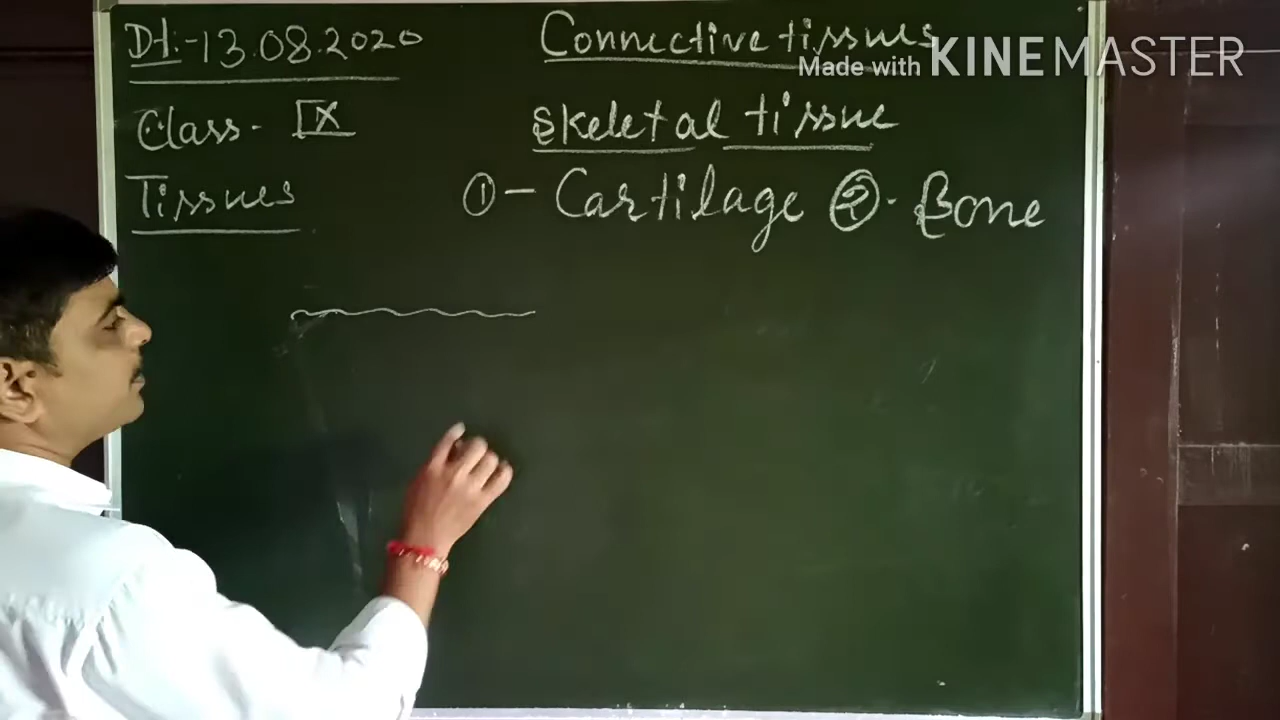 Dt:-13.08.2020
Connective tissues
Made with KINEMASTER
Class- IX
Skeletal tissue
Tissues
①- Cartilage ②. Bone